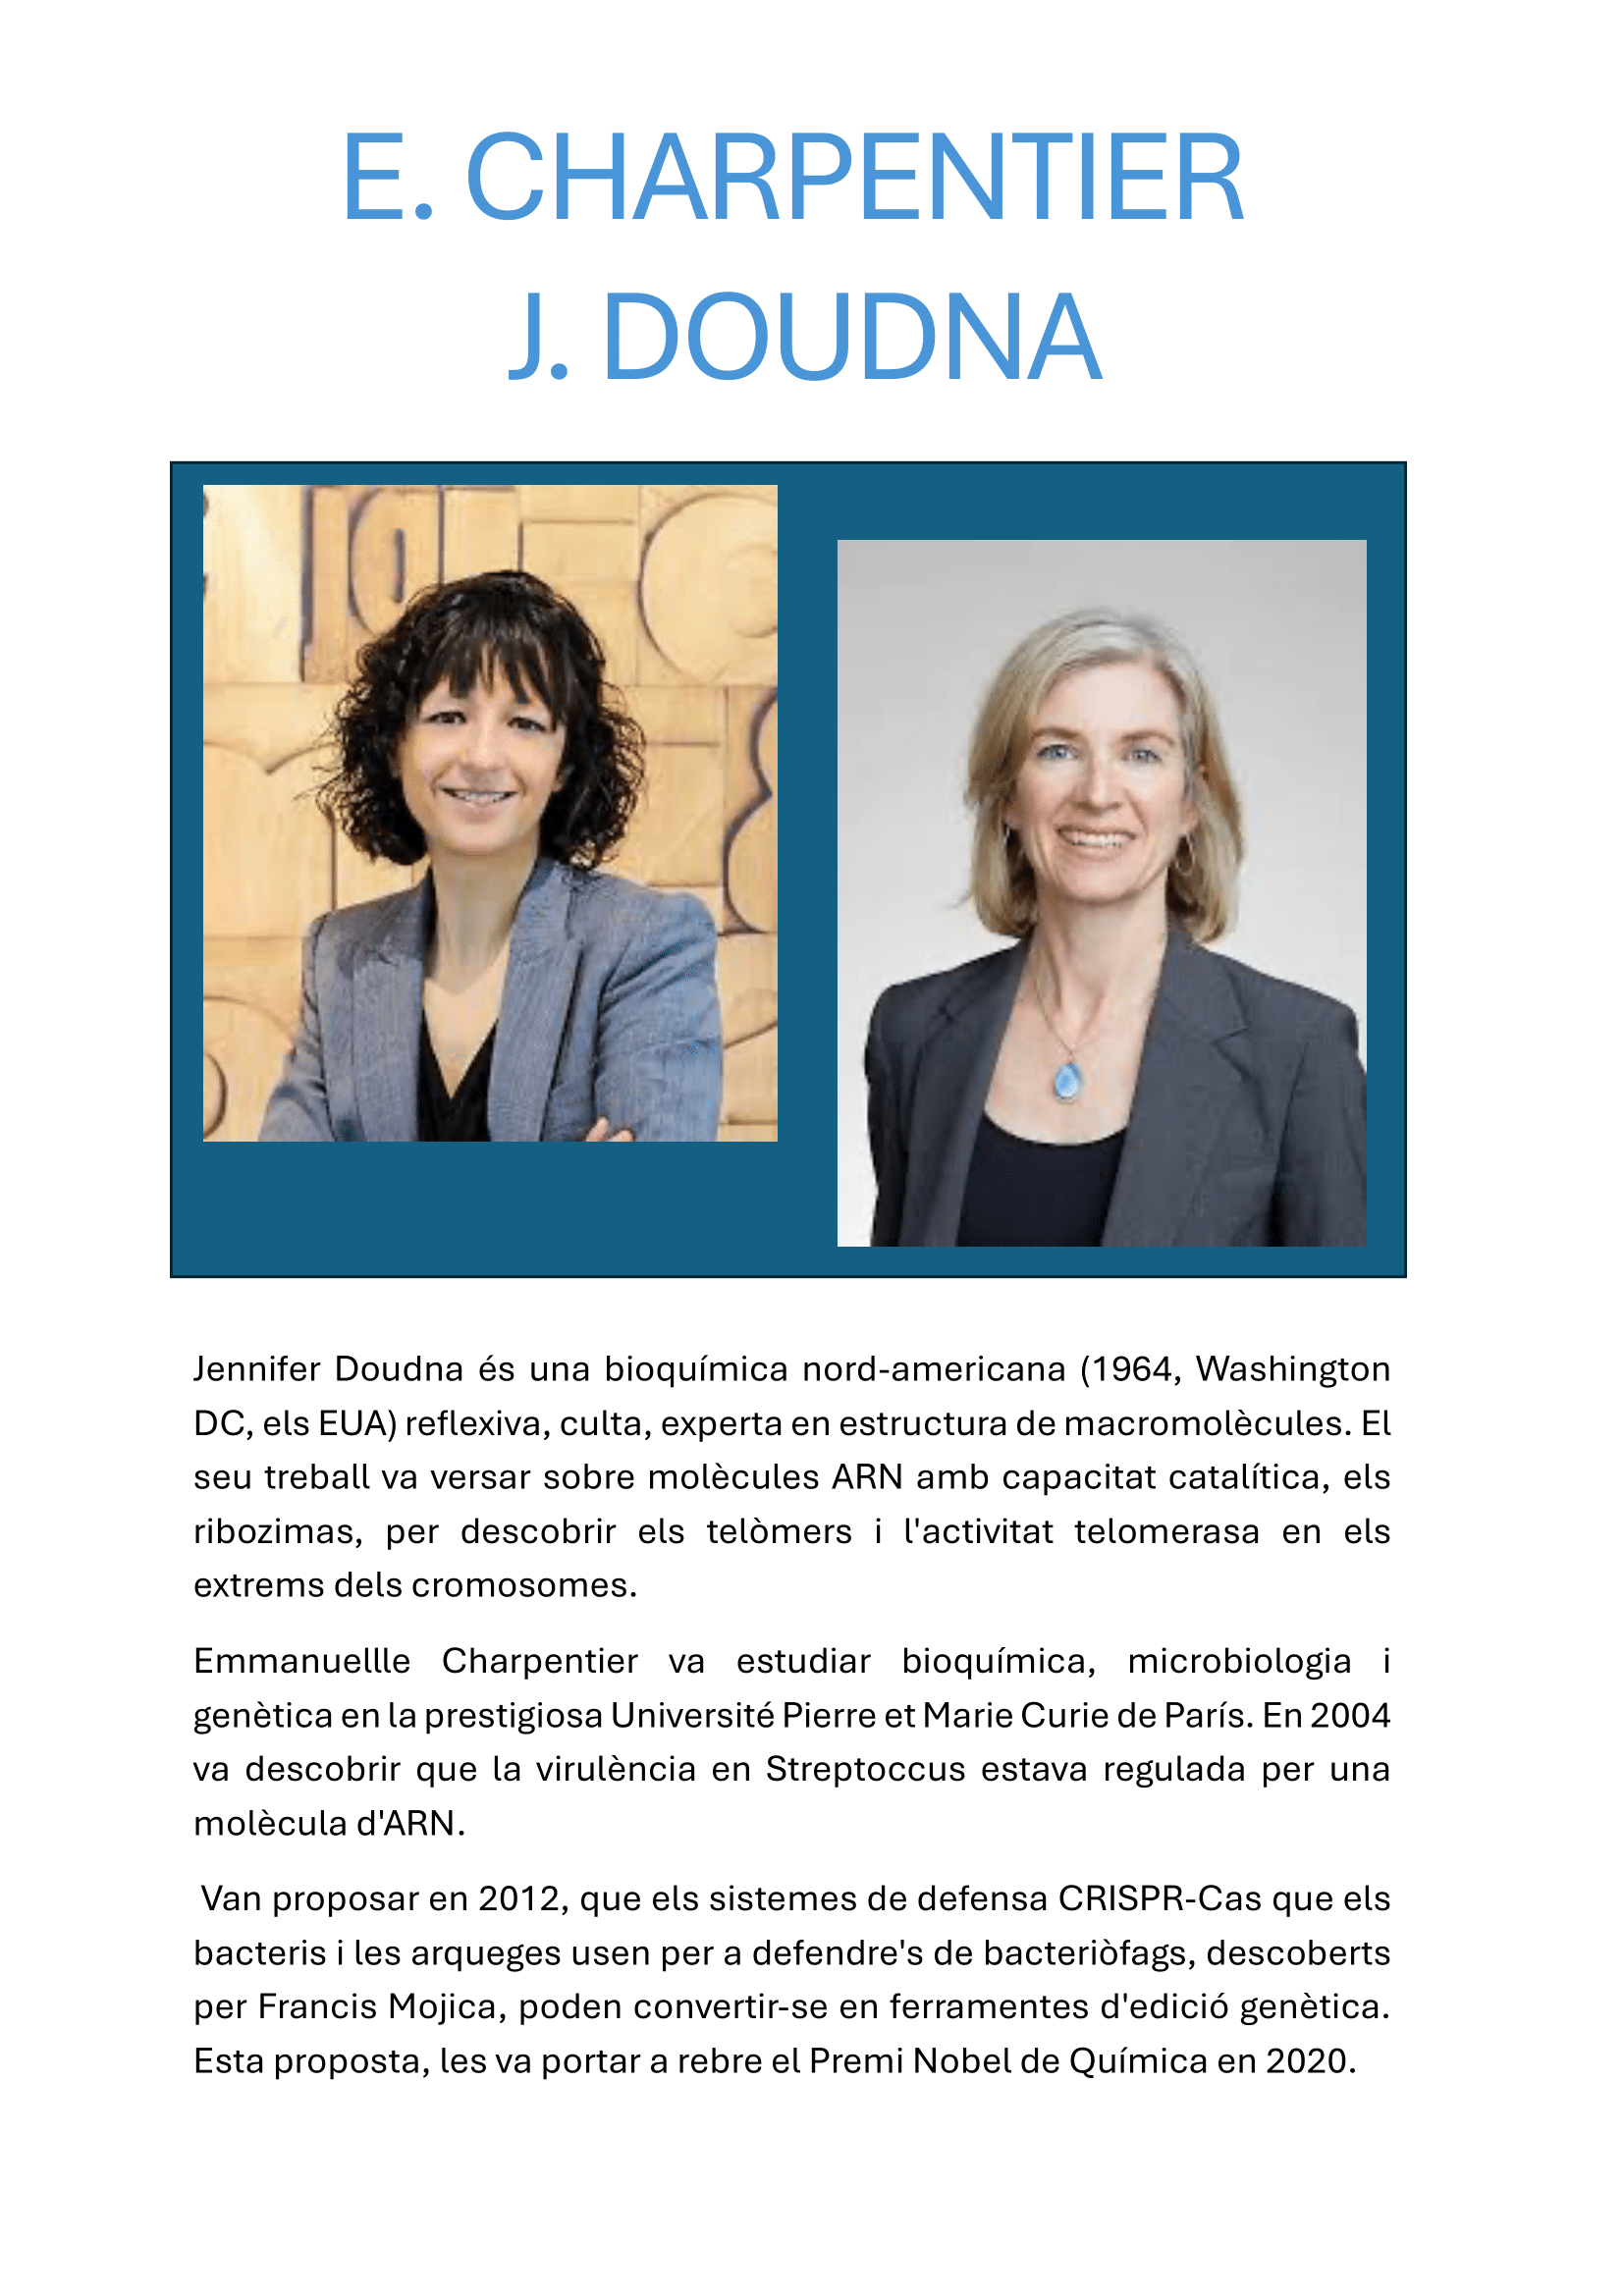 E. CHARPENTIER
J. DOUDNA
Jennifer Doudna és una bioquímica nord-americana (1964, Washington
DC, els EUA) reflexiva, culta, experta en estructura de macromolècules. El
seu treball va versar sobre molècules ARN amb capacitat catalítica, els
ribozimas, per descobrir els telòmers i l'activitat telomerasa en els
extrems dels cromosomes.
Emmanuellle Charpentier va estudiar bioquímica, microbiologia i
genètica en la prestigiosa Université Pierre et Marie Curie de París. En 2004
va descobrir que la virulència en Streptoccus estava regulada per una
molècula d'ARN.
Van proposar en 2012, que els sistemes de defensa CRISPR-Cas que els
bacteris i les arqueges usen per a defendre's de bacteriòfags, descoberts
per Francis Mojica, poden convertir-se en ferramentes d'edició genètica.
Esta proposta, les va portar a rebre el Premi Nobel de Química en 2020.